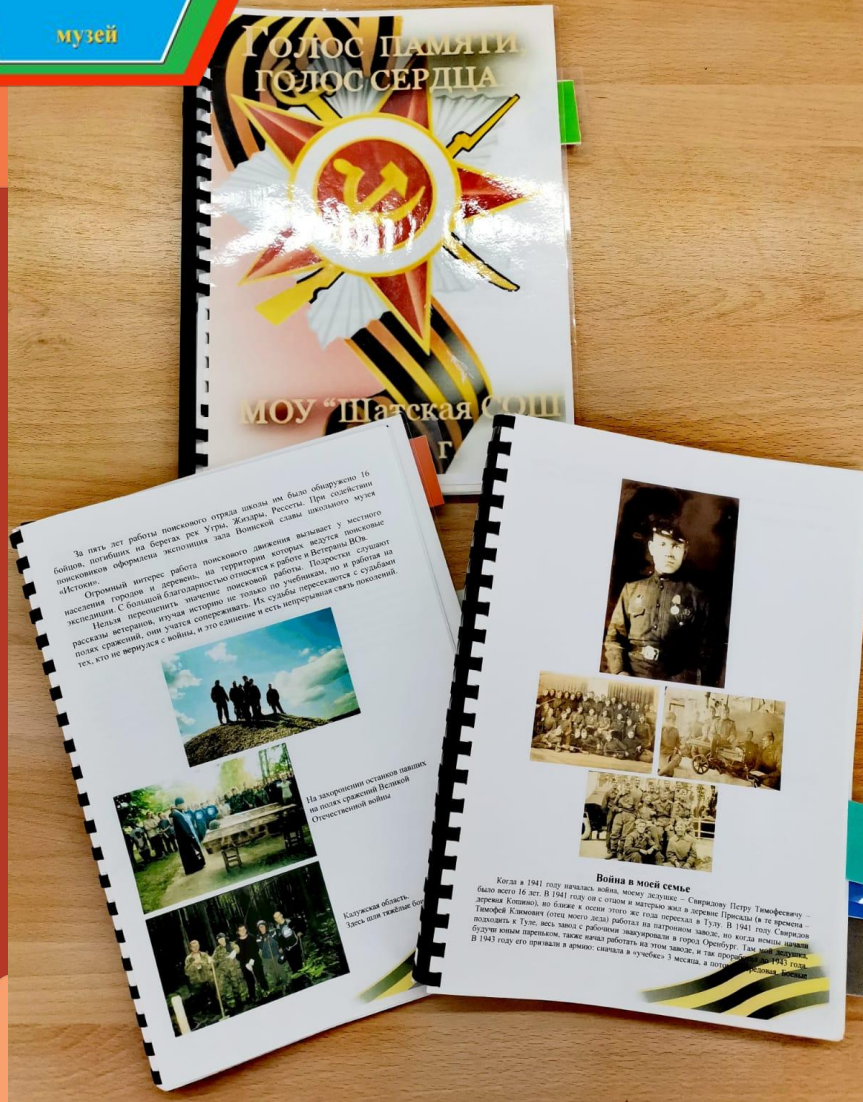 музей
ГОЛОС ПАМЯТИ
ГОЛОС СЕРДЦА
МОУ “Шатская СОШ
г
За пять лет работы поискового отряда школы им было обнаружено 16
бойцов, погибших на берегах рек Угры, Жиздры, Рессеты. При содействии
поисковиков оформлена экспозиция зала Воинской славы школьного музея
«Истоки».
Огромный интерес работа поискового движения вызывает у местного
населения городов и деревень, на территории которых ведутся поисковые
экспедиции. С большой благодарностью относятся к работе и Ветераны ВОв.
Нельзя переоценить значение поисковой работы. Подростки слушают
рассказы ветеранов, изучая историю не только по учебникам, но и работая на
полях сражений, они учатся сопереживать. Их судьбы пересекаются с судьбами
тех, кто не вернулся с войны, и это единение и есть непрерывная связь поколений.
На захоронении останков павших
на полях сражений Великой
Отечественной войны
Калужская область.
Здесь шли тяжёлые
Война в моей семье
Когда в 1941 году началась война, моему дедушке – Свиридову Петру Тимофеевичу –
было всего 16 лет. В 1941 году он с отцом и матерью жил в деревне Присады (в те времена –
деревня Кошино), но ближе к осени этого же года переехал в Тулу. В 1941 году Свиридов
Тимофей Климович (отец моего деда) работал на патронном заводе, но когда немцы начали
подходить к Туле, весь завод с рабочими эвакуировали в город Оренбург. Там мой дедушка,
будучи юным пареньком, также начал работать на этом заводе, и так проработал до 1943 года.
В 1943 году его призвали в армию: сначала в «учебке» 3 месяца, а потом передовая. Боевые